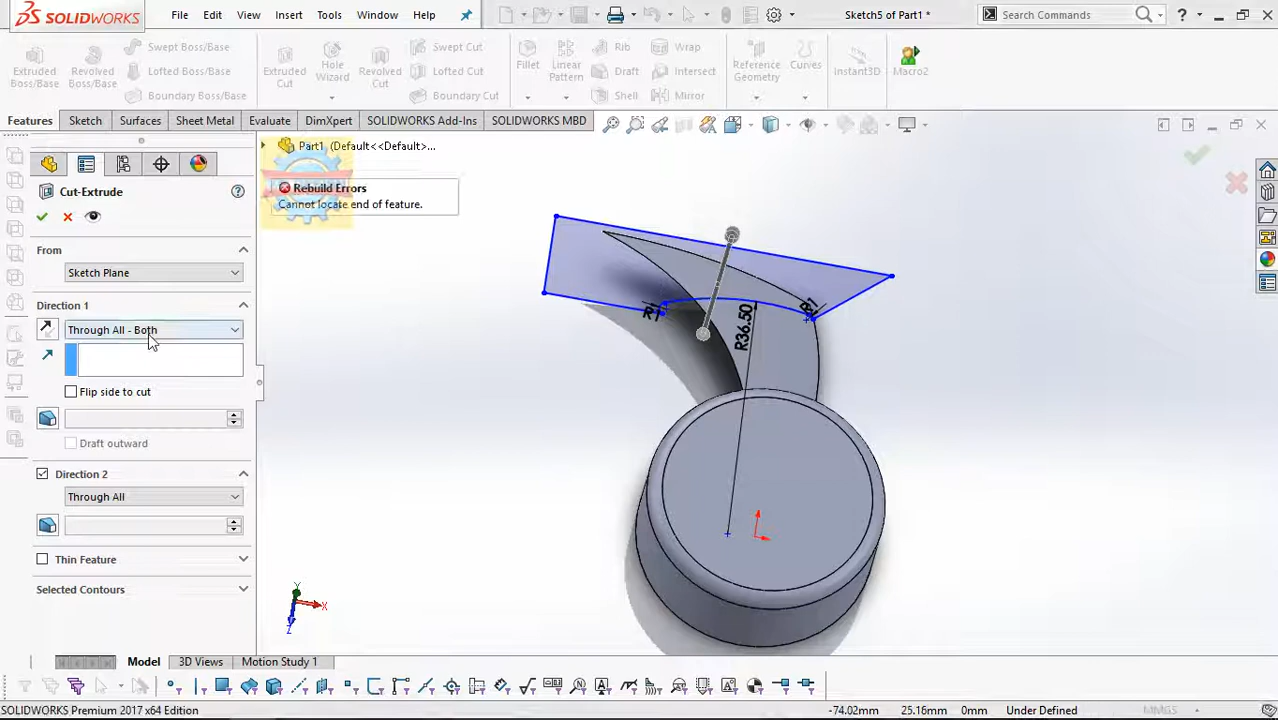 SOLIDWORKS File Edit View Insert Tools Window Help Sketch5 of Part1 * Search Commands
Extruded Boss/Base
Revolved Boss/Base
Swept Boss/Base
Lofted Boss/Base
Boundary Boss/Base
Extruded Cut
Hole Wizard
Revolved Cut
Swept Cut
Lofted Cut
Boundary Cut
Fillet
Linear Pattern
Rib
Draft
Shell
Wrap
Intersect
Mirror
Reference Geometry
Curves
Instant3D
Macro2
Features Sketch Surfaces Sheet Metal Evaluate DimXpert SOLIDWORKS Add-Ins SOLIDWORKS MBD
Part1 (Default<<Default>...
Rebuild Errors
Cannot locate end of feature.
Cut-Extrude
From
Sketch Plane
Direction 1
Through All - Both
Flip side to cut
Draft outward
Direction 2
Through All
Thin Feature
Selected Contours
R1
R1
R36.50
Y
X
Z
Model 3D Views Motion Study 1
SOLIDWORKS Premium 2017 x64 Edition -74.02mm 25.16mm 0mm Under Defined MMGS